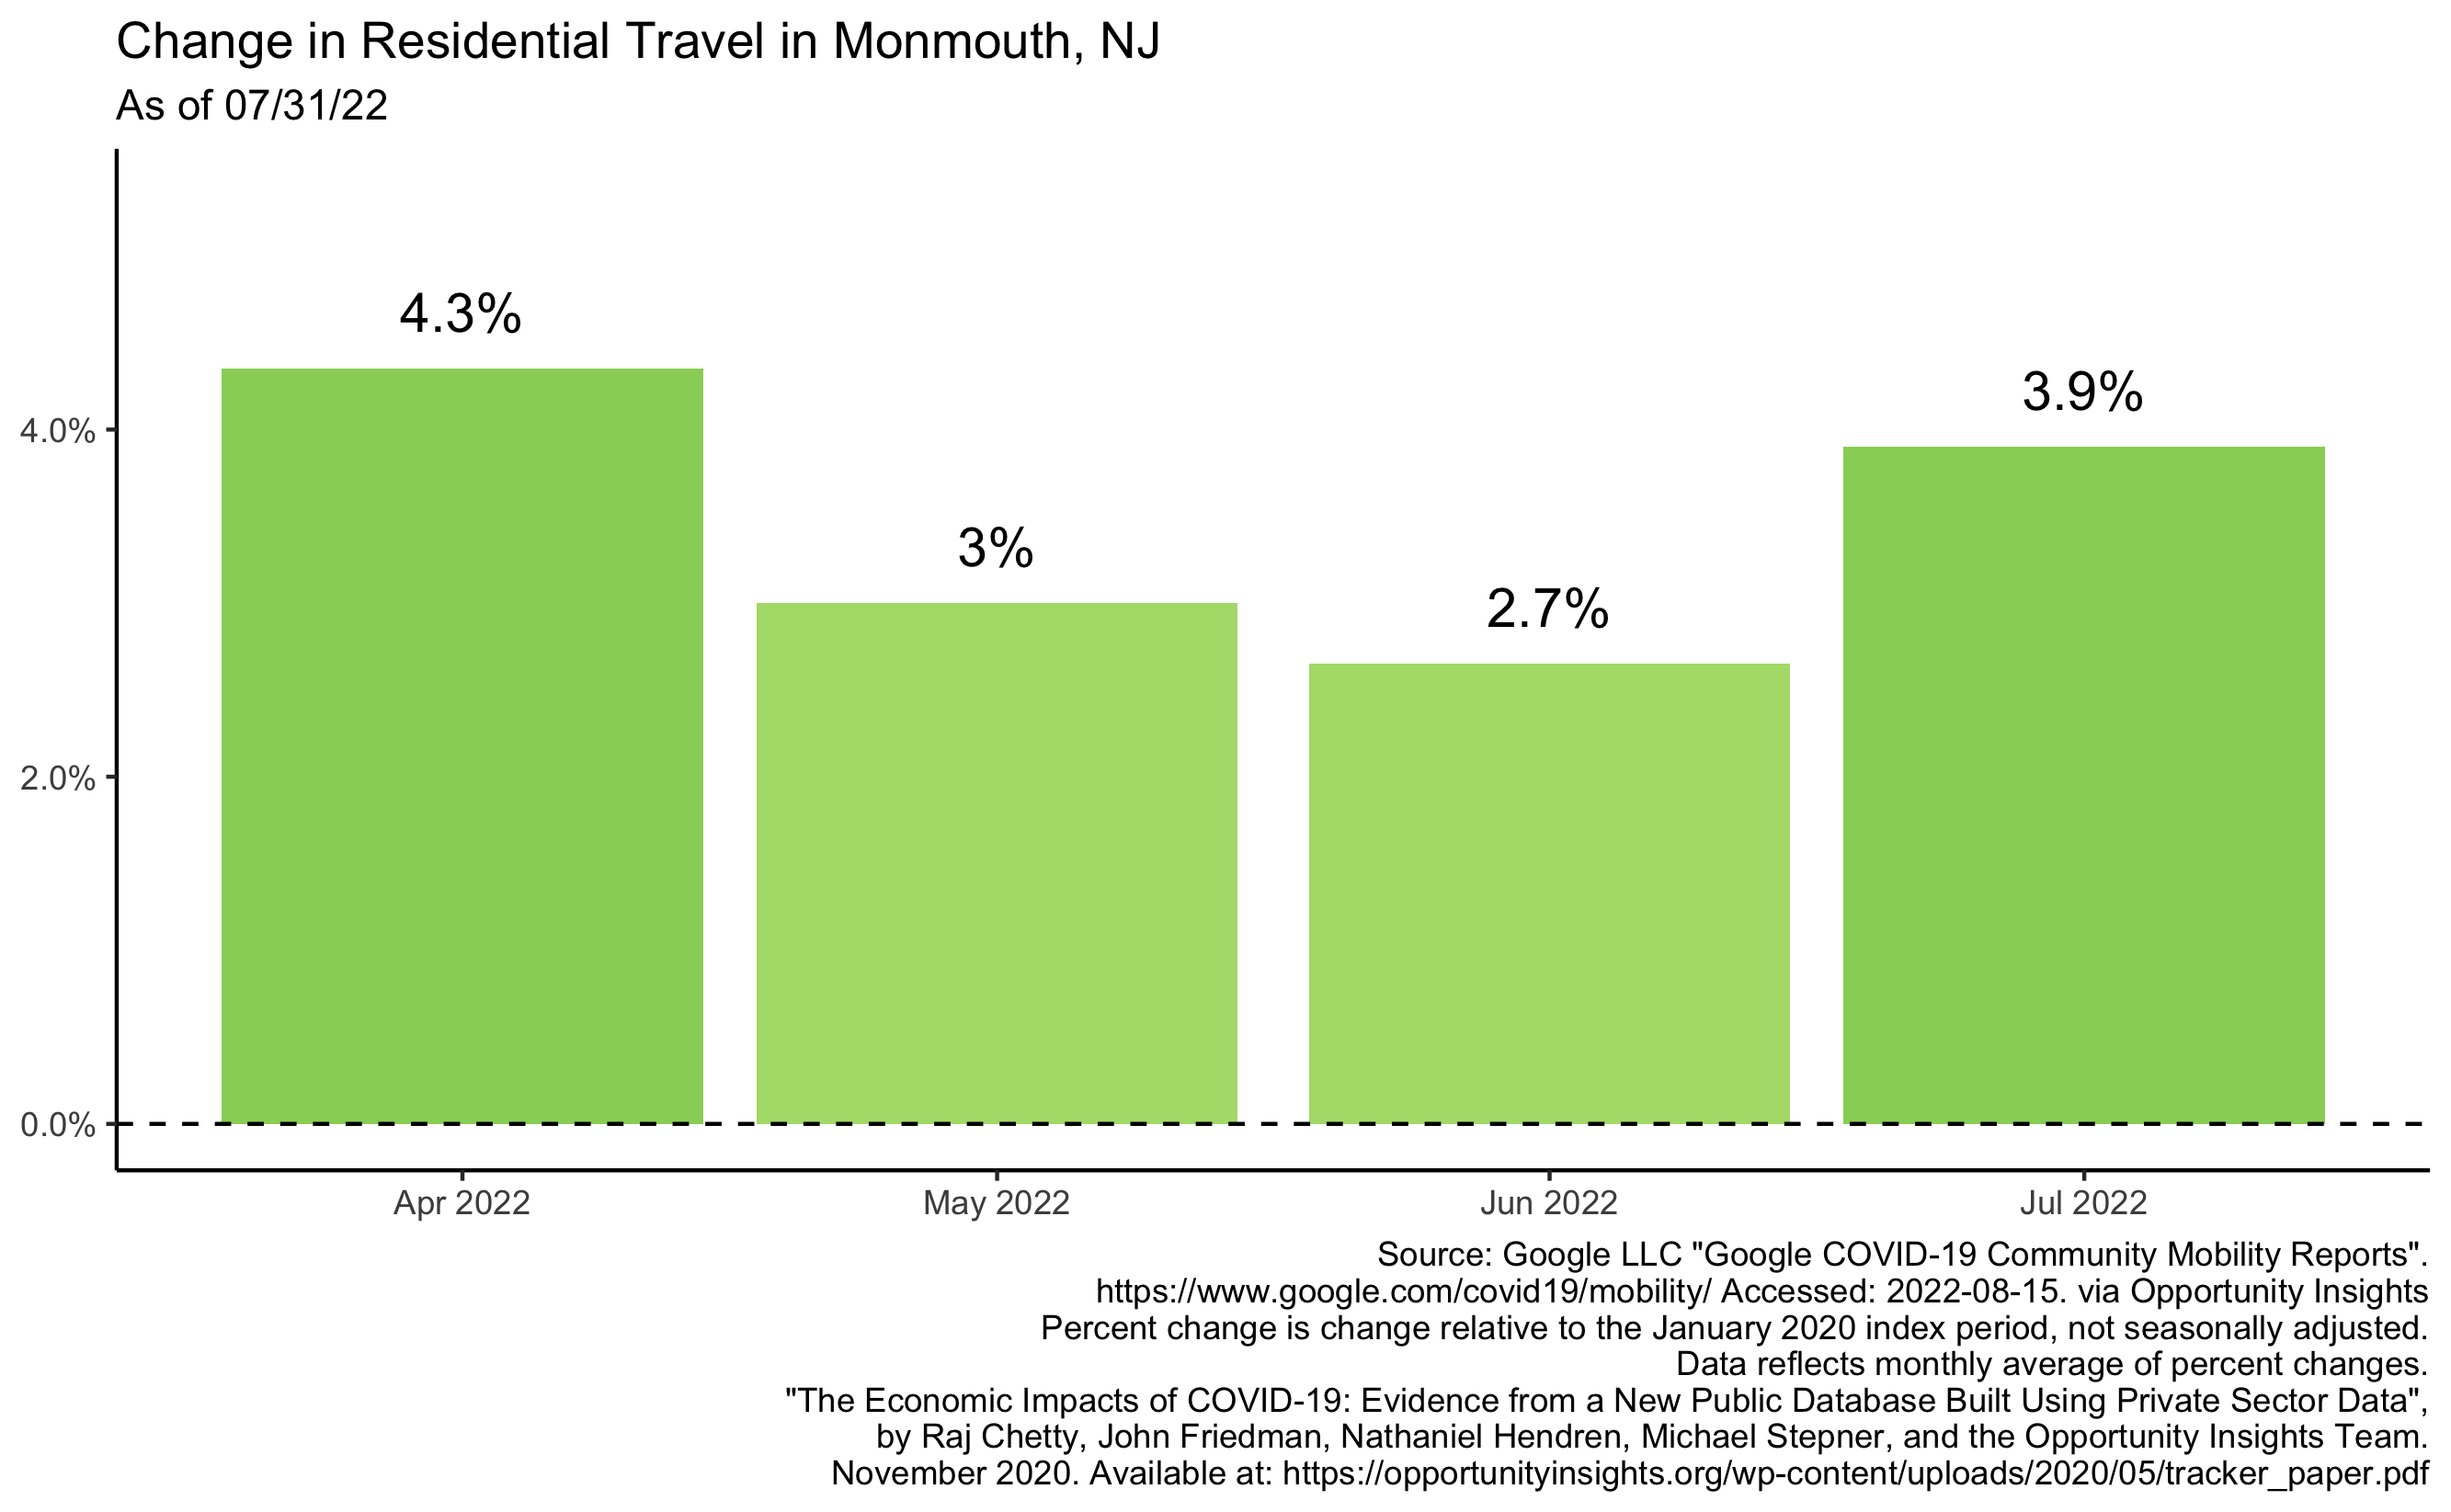 Change in Residential Travel in Monmouth, NJ
As of 07/31/22
4.3%
3.9%
4.0%
3%
2.7%
2.0%
0.0%
Apr 2022
May 2022
Jun 2022
Jul 2022
Source: Google LLC "Google COVID-19 Community Mobility Reports".
https://www.google.com/covid19/mobility/ Accessed: 2022-08-15. via Opportunity Insights
Percent change is change relative to the January 2020 index period, not seasonally adjusted.
Data reflects monthly average of percent changes.
"The Economic Impacts of COVID-19: Evidence from a New Public Database Built Using Private Sector Data",
by Raj Chetty, John Friedman, Nathaniel Hendren, Michael Stepner, and the Opportunity Insights Team.
November 2020. Available at: https://opportunityinsights.org/wp-content/uploads/2020/05/tracker_paper.pdf